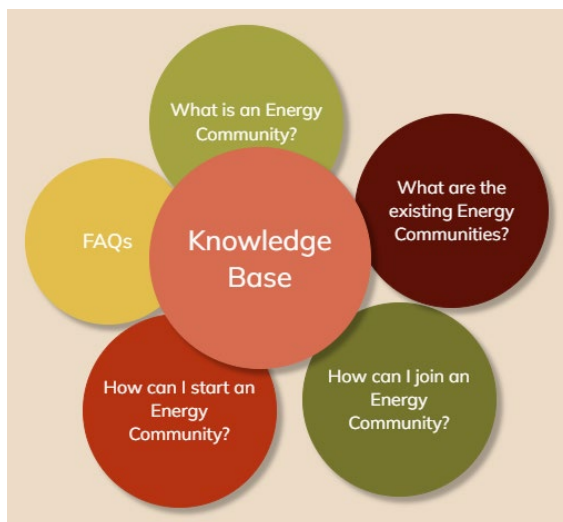 What is an Energy
Community?
What are the
existing Energy
Communities?
FAQs
Knowledge
Base
How can I start an
Energy
Community?
How can I join an
Energy
Community?